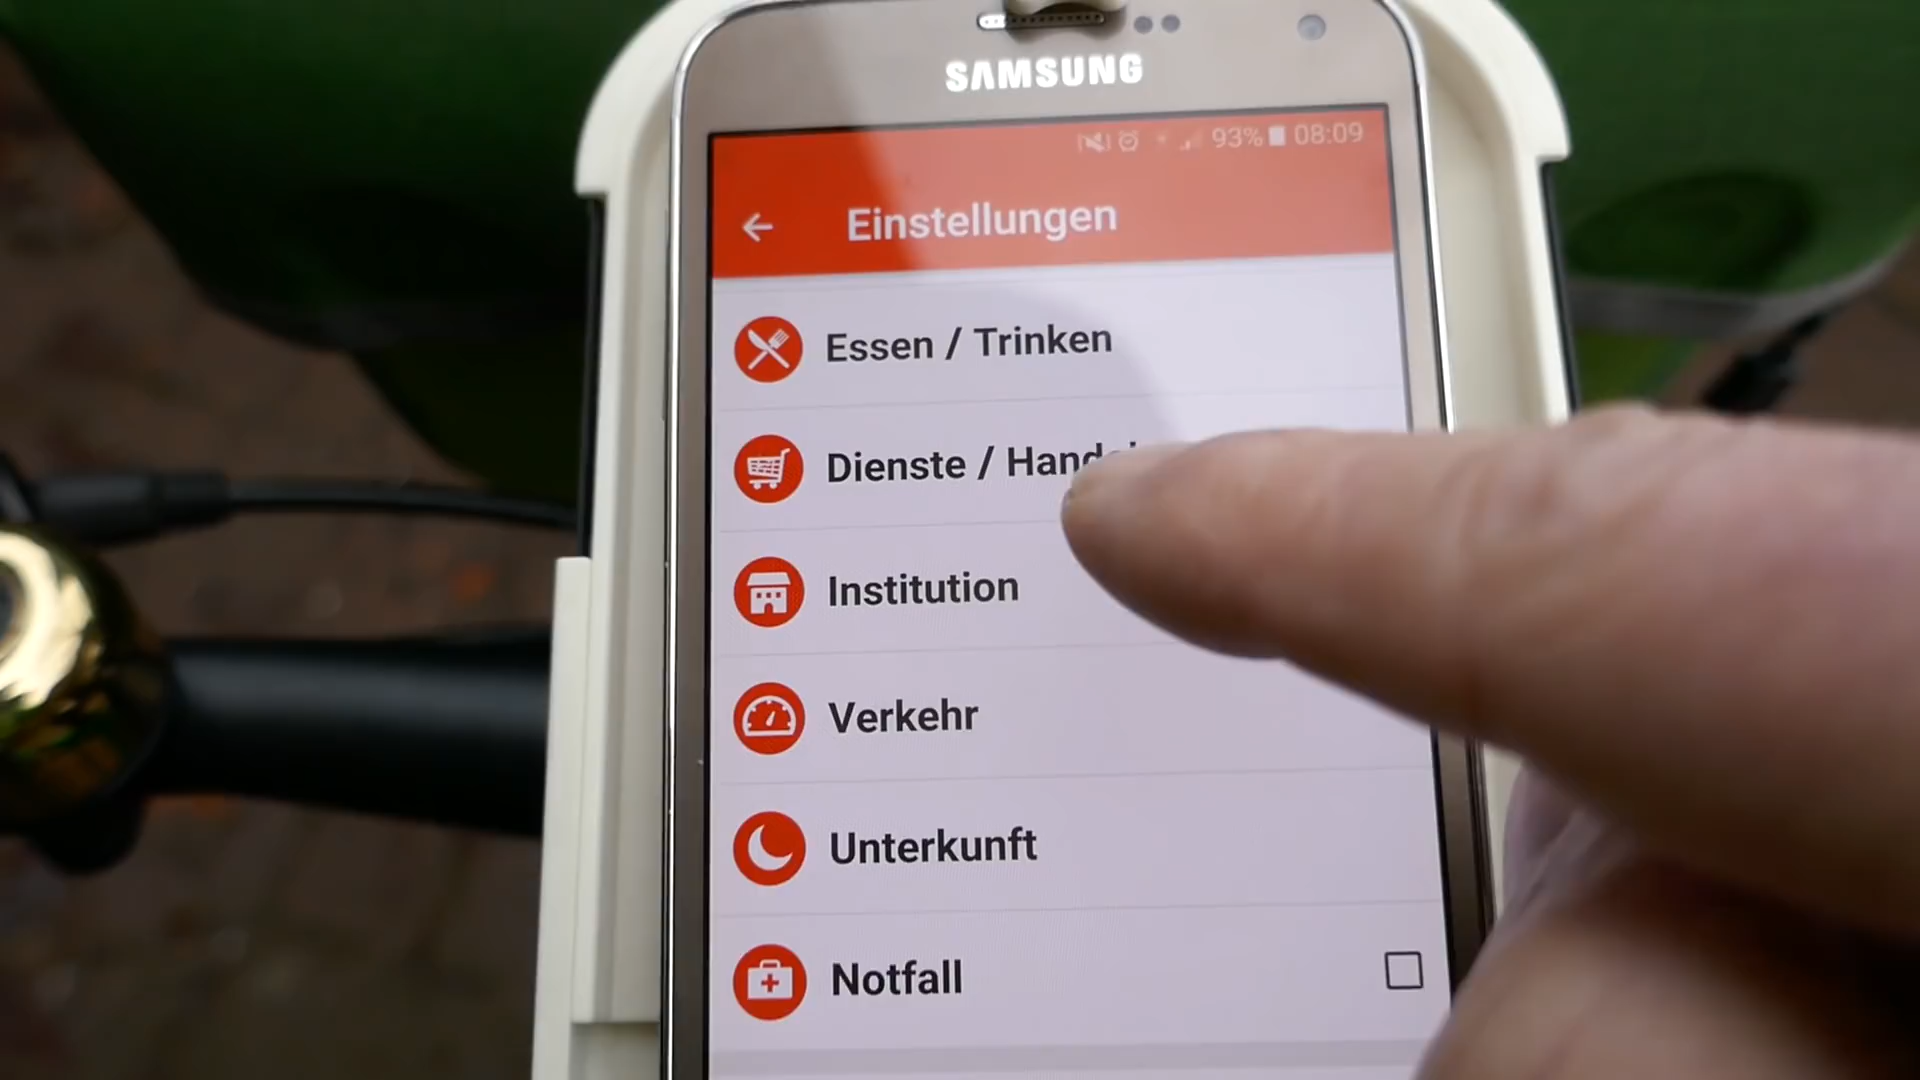 SAMSUNG
93% 08:09
Einstellungen
Essen / Trinken
Dienste / 
Institution
Verkehr
Unterkunft
Notfall